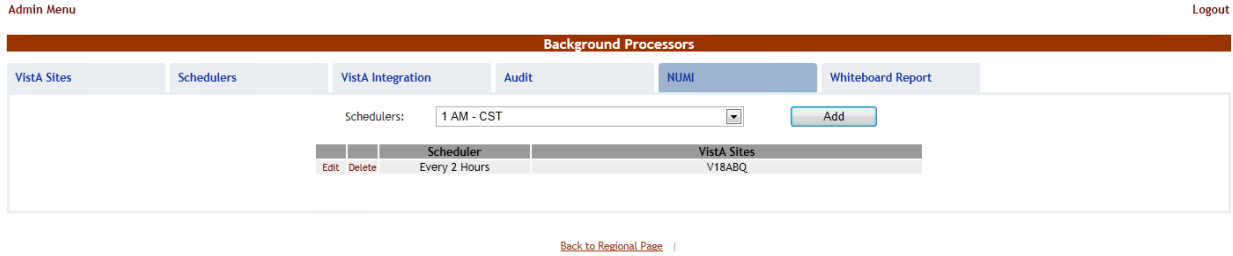 Admin Menu Logout
Background Processors
VistA Sites Schedulers VistA Integration Audit NUMI Whiteboard Report
Schedulers: 1 AM - CST Add
Scheduler VistA Sites
Edit Delete Every 2 Hours V18ABQ
Back to Regional Page |